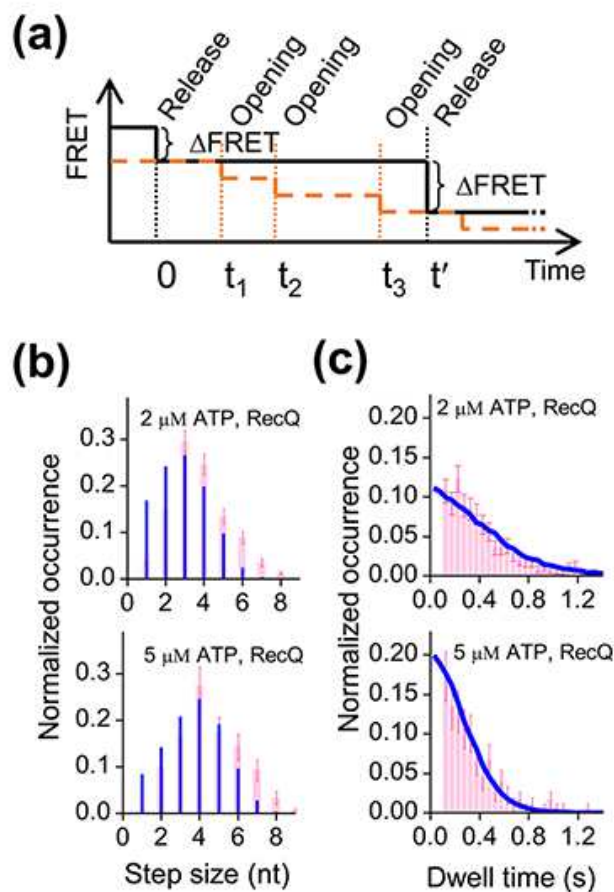 (a)
Release
Opening
Opening
Opening
Release
FRET
ΔFRET
ΔFRET
0
t1
t2
t3
t′
Time
(b)
(c)
2 μM ATP, RecQ
0.3
0.2
0.1
0.0
0 2 4 6 8
5 μM ATP, RecQ
0.3
0.2
0.1
0.0
0 2 4 6 8
Normalized occurrence
Step size (nt)
2 μM ATP, RecQ
0.20
0.15
0.10
0.05
0.00
0.0 0.4 0.8 1.2
5 μM ATP, RecQ
0.20
0.15
0.10
0.05
0.00
0.0 0.4 0.8 1.2
Normalized occurrence
Dwell time (s)